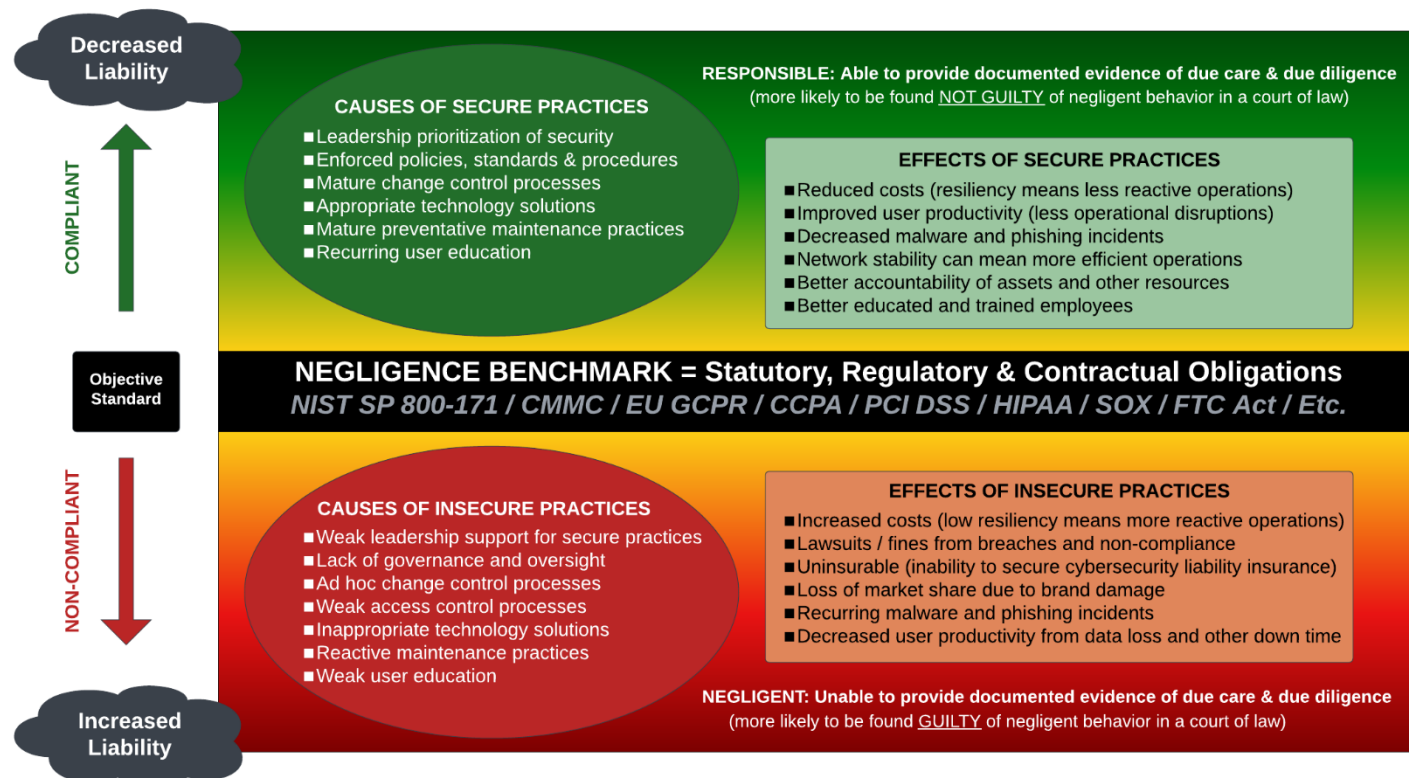 Decreased
Liability
COMPLIANT
Objective
Standard
NON-COMPLIANT
Increased
Liability
CAUSES OF SECURE PRACTICES
■Leadership prioritization of security
■Enforced policies, standards & procedures
■Mature change control processes
■Appropriate technology solutions
■Mature preventative maintenance practices
■Recurring user education
RESPONSIBLE: Able to provide documented evidence of due care & due diligence
(more likely to be found NOT GUILTY of negligent behavior in a court of law)
EFFECTS OF SECURE PRACTICES
■Reduced costs (resiliency means less reactive operations)
■Improved user productivity (less operational disruptions)
■Decreased malware and phishing incidents
■Network stability can mean more efficient operations
■Better accountability of assets and other resources
■Better educated and trained employees
NEGLIGENCE BENCHMARK = Statutory, Regulatory & Contractual Obligations
NIST SP 800-171 / CMMC / EU GCPR / CCPA / PCI DSS / HIPAA / SOX / FTC Act / Etc.
CAUSES OF INSECURE PRACTICES
■Weak leadership support for secure practices
■Lack of governance and oversight
■Ad hoc change control processes
■Weak access control processes
■Inappropriate technology solutions
■Reactive maintenance practices
■Weak user education
EFFECTS OF INSECURE PRACTICES
■Increased costs (low resiliency means more reactive operations)
■Lawsuits / fines from breaches and non-compliance
■Uninsurable (inability to secure cybersecurity liability insurance)
■Loss of market share due to brand damage
■Recurring malware and phishing incidents
■Decreased user productivity from data loss and other down time
NEGLIGENT: Unable to provide documented evidence of due care & due diligence
(more likely to be found GUILTY of negligent behavior in a court of law)